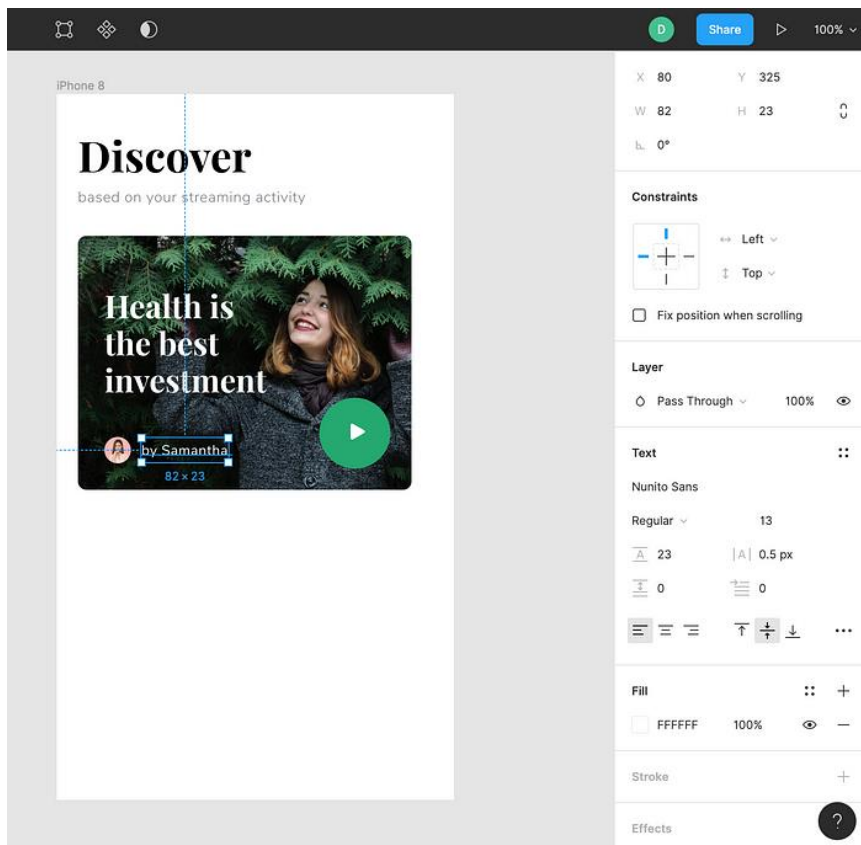 D
Share
100%
iPhone 8
Discover
based on your streaming activity
Health is
the best
investment
by Samantha
82 × 23
X 80 Y 325
W 82 H 23
0°
Constraints
Left
Top
Fix position when scrolling
Layer
Pass Through 100%
Text
Nunito Sans
Regular 13
A 23 |A| 0.5 px
0 0
Fill
FFFFFF 100%
Stroke
Effects
?